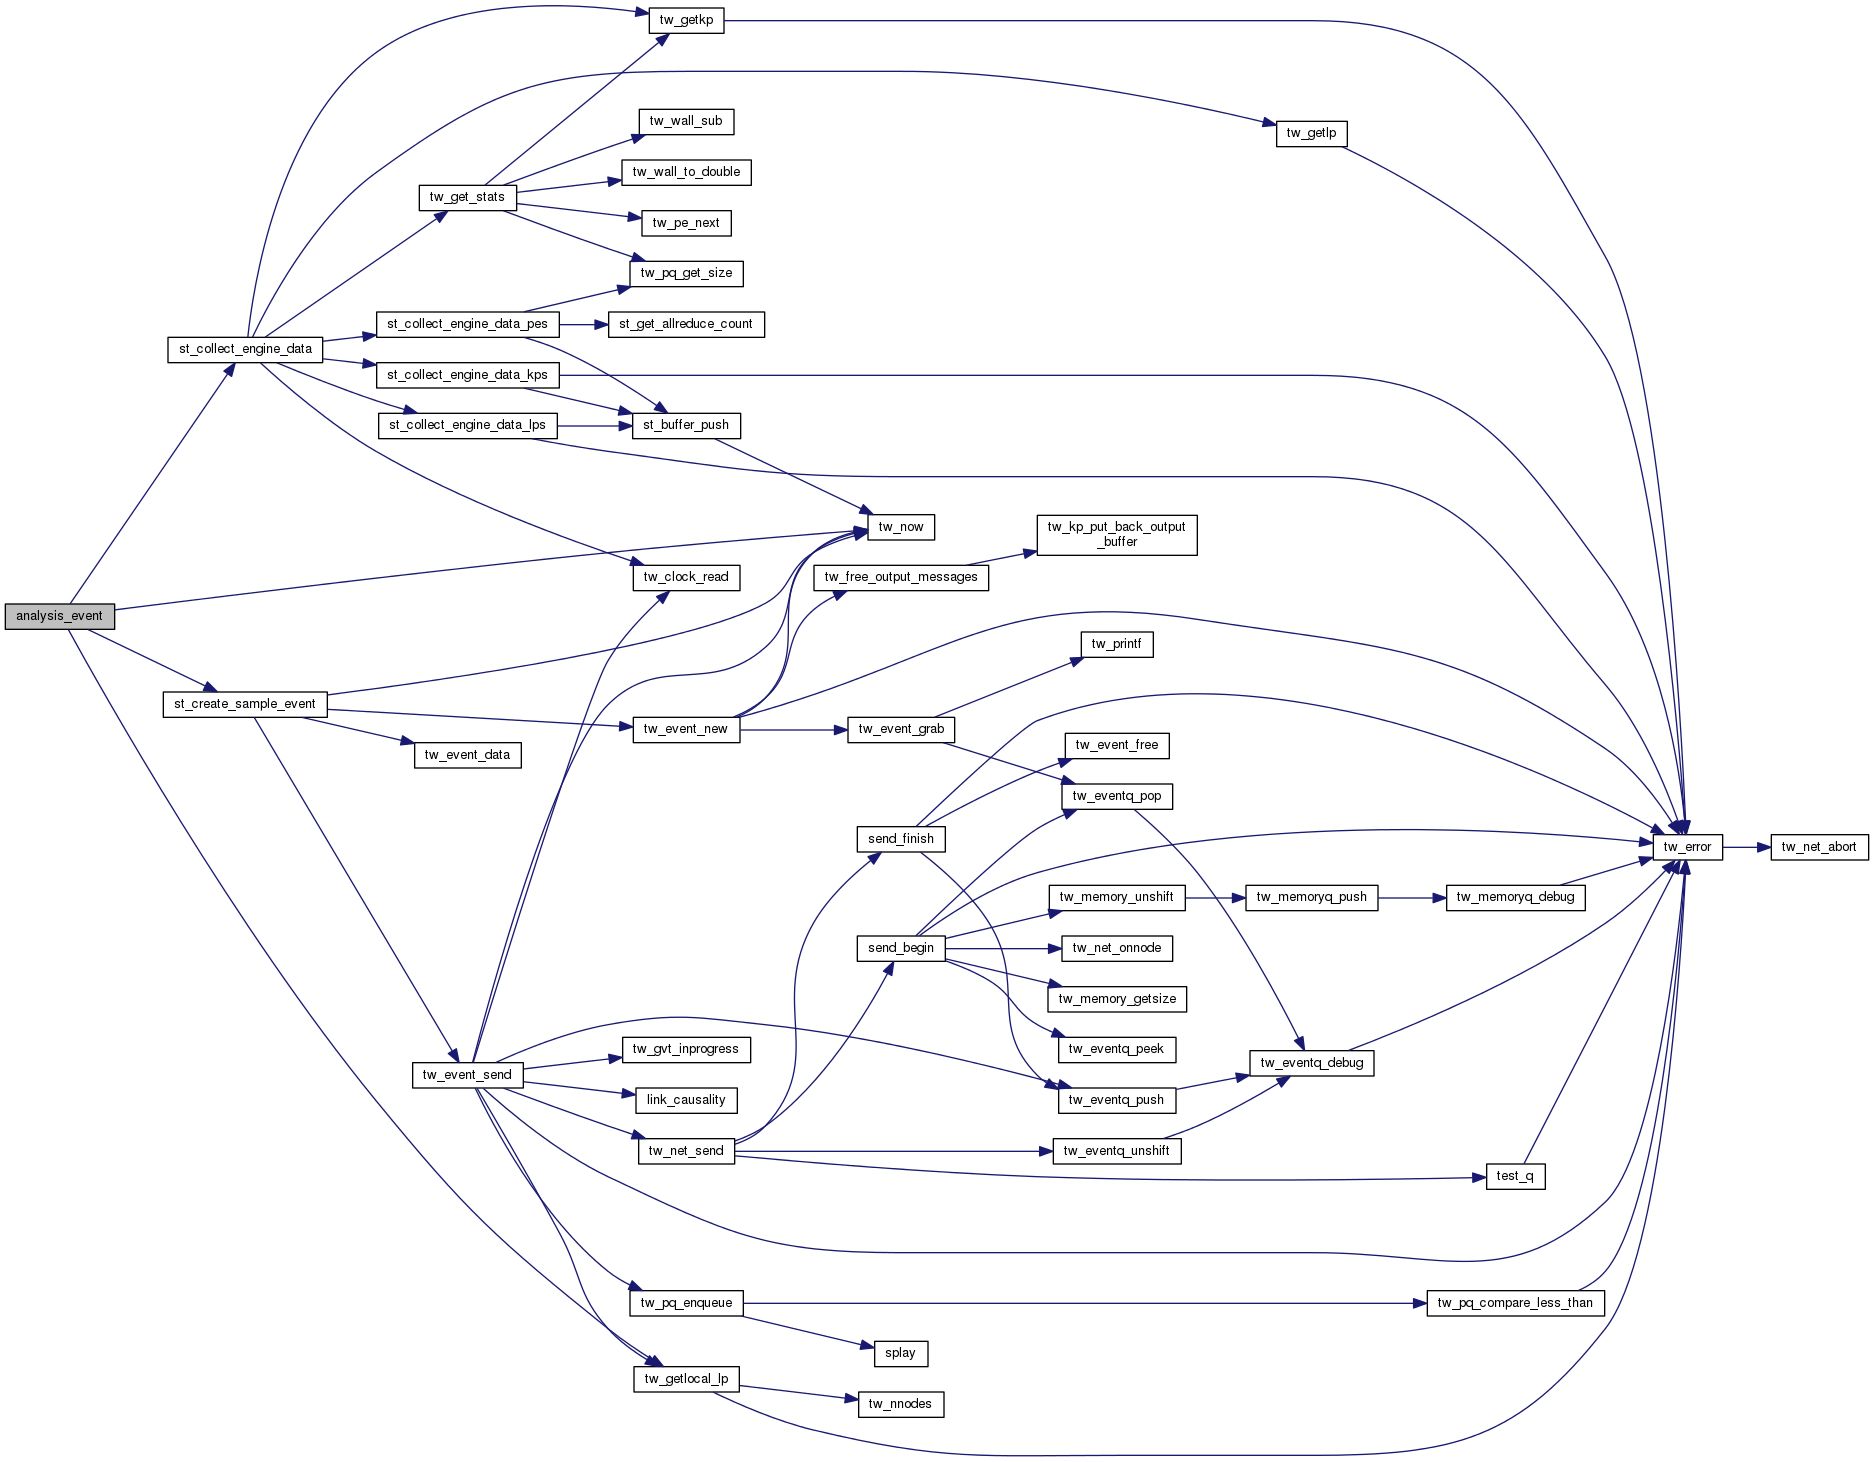 tw_getkp
tw_wall_sub
tw_getlp
tw_wall_to_double
tw_get_stats
tw_pe_next
tw_pq_get_size
st_collect_engine_data_pes
st_get_allreduce_count
st_collect_engine_data
st_collect_engine_data_kps
st_collect_engine_data_lps
st_buffer_push
tw_now
tw_kp_put_back_output
_buffer
tw_clock_read
tw_free_output_messages
analysis_event
tw_printf
st_create_sample_event
tw_event_new
tw_event_grab
tw_event_free
tw_event_data
tw_eventq_pop
send_finish
tw_error
tw_net_abort
tw_memory_unshift
tw_memoryq_push
tw_memoryq_debug
send_begin
tw_net_onnode
tw_memory_getsize
tw_gvt_inprogress
tw_eventq_peek
tw_eventq_debug
tw_event_send
link_causality
tw_eventq_push
tw_net_send
tw_eventq_unshift
test_q
tw_pq_enqueue
tw_pq_compare_less_than
splay
tw_getlocal_lp
tw_nnodes